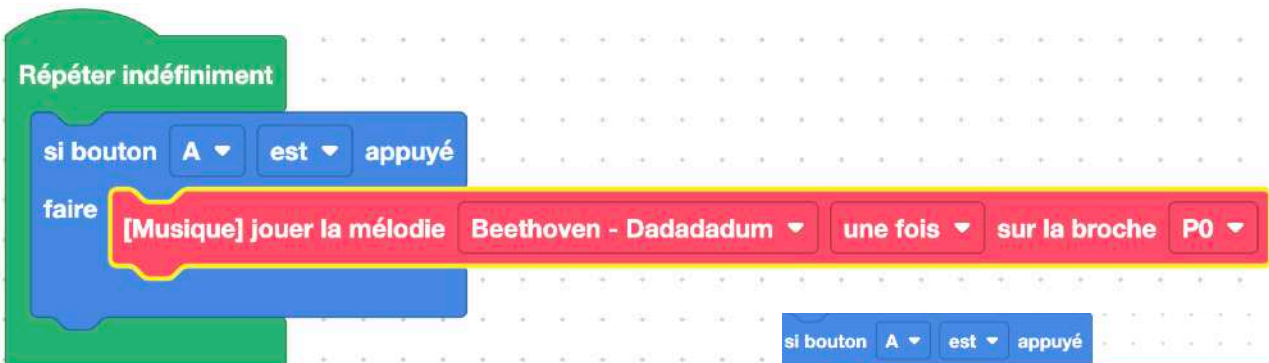 Répéter indéfiniment
si bouton A est appuyé
faire [Musique] jouer la mélodie Beethoven - Dadadadum une fois sur la broche P0
si bouton A est appuyé